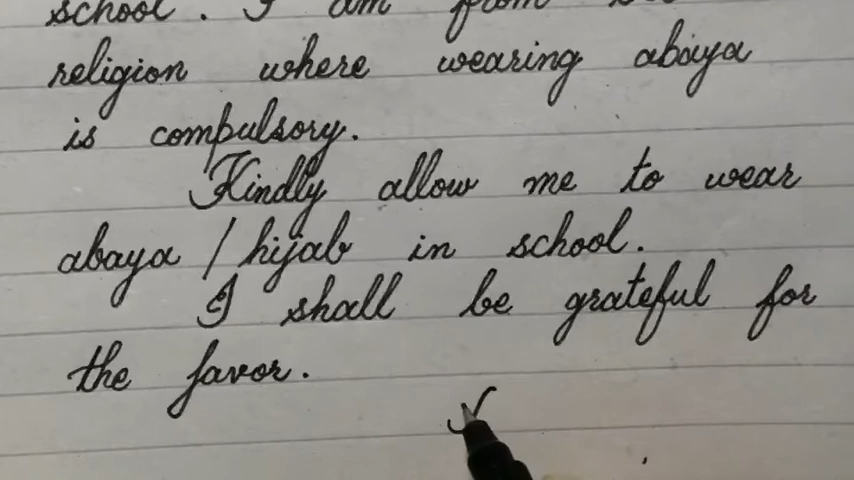 school. I am from
religion where wearing abaya
is compulsory.
Kindly allow me to wear
abaya / hijab in school.
I shall be grateful for
the favor.